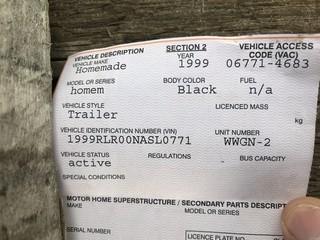 VEHICLE DESCRIPTION SECTION 2 VEHICLE ACCESS
VEHICLE MAKE YEAR CODE (VAC)
Homemade 1999 06771-4683
MODEL OR SERIES BODY COLOR FUEL
homem Black n/a
VEHICLE STYLE LICENCED MASS
Trailer kg
VEHICLE IDENTIFICATION NUMBER (VIN) UNIT NUMBER
1999RLR00NASL0771 WWGN-2
VEHICLE STATUS REGULATIONS BUS CAPACITY
active -
SPECIAL CONDITIONS
MOTOR HOME SUPERSTRUCTURE / SECONDARY PARTS DESCRIPT
MAKE MODEL OR SERIES
SERIAL NUMBER LICENCE PLATE NO.